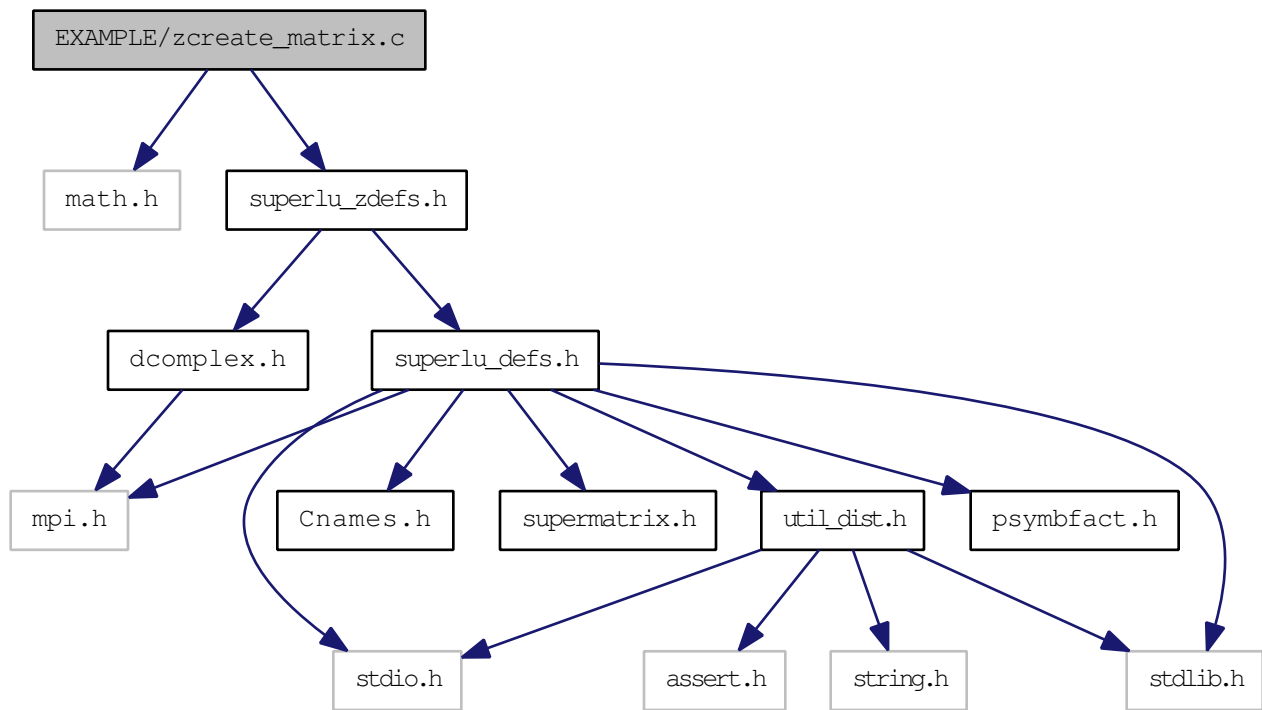 EXAMPLE/zcreate_matrix.c
math.h
superlu_zdefs.h
dcomplex.h
superlu_defs.h
mpi.h
Cnames.h
supermatrix.h
util_dist.h
psymbfact.h
stdio.h
assert.h
string.h
stdlib.h